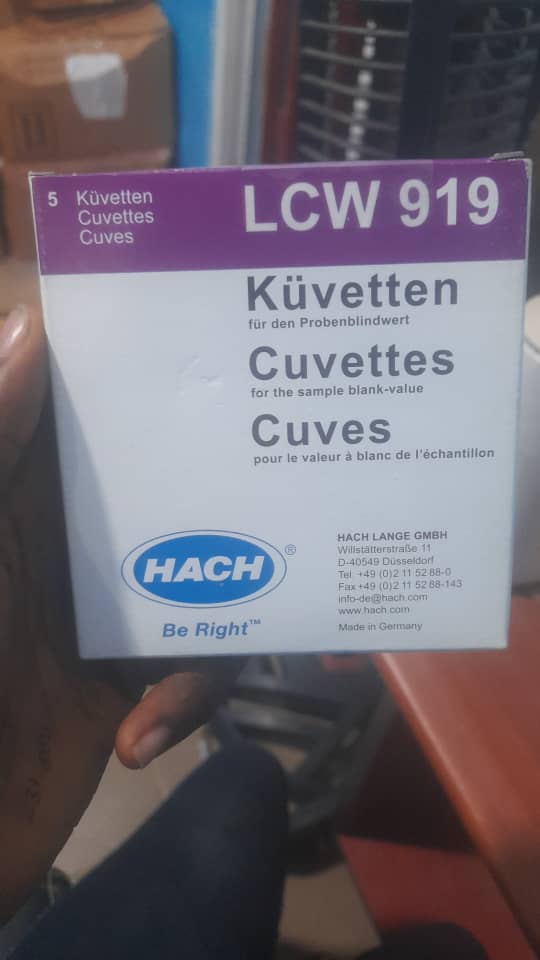 5 Küvetten
Cuvettes
Cuves
LCW 919
Küvetten
für den Probenblindwert
Cuvettes
for the sample blank-value
Cuves
pour le valeur à blanc de l'échantillon
HACH®
Be Right™
HACH LANGE GMBH
Willstätterstraße 11
D-40549 Düsseldorf
Tel. +49 (0)2 11 52 88-0
Fax +49 (0)2 11 52 88-143
info-de@hach.com
www.hach.com
Made in Germany